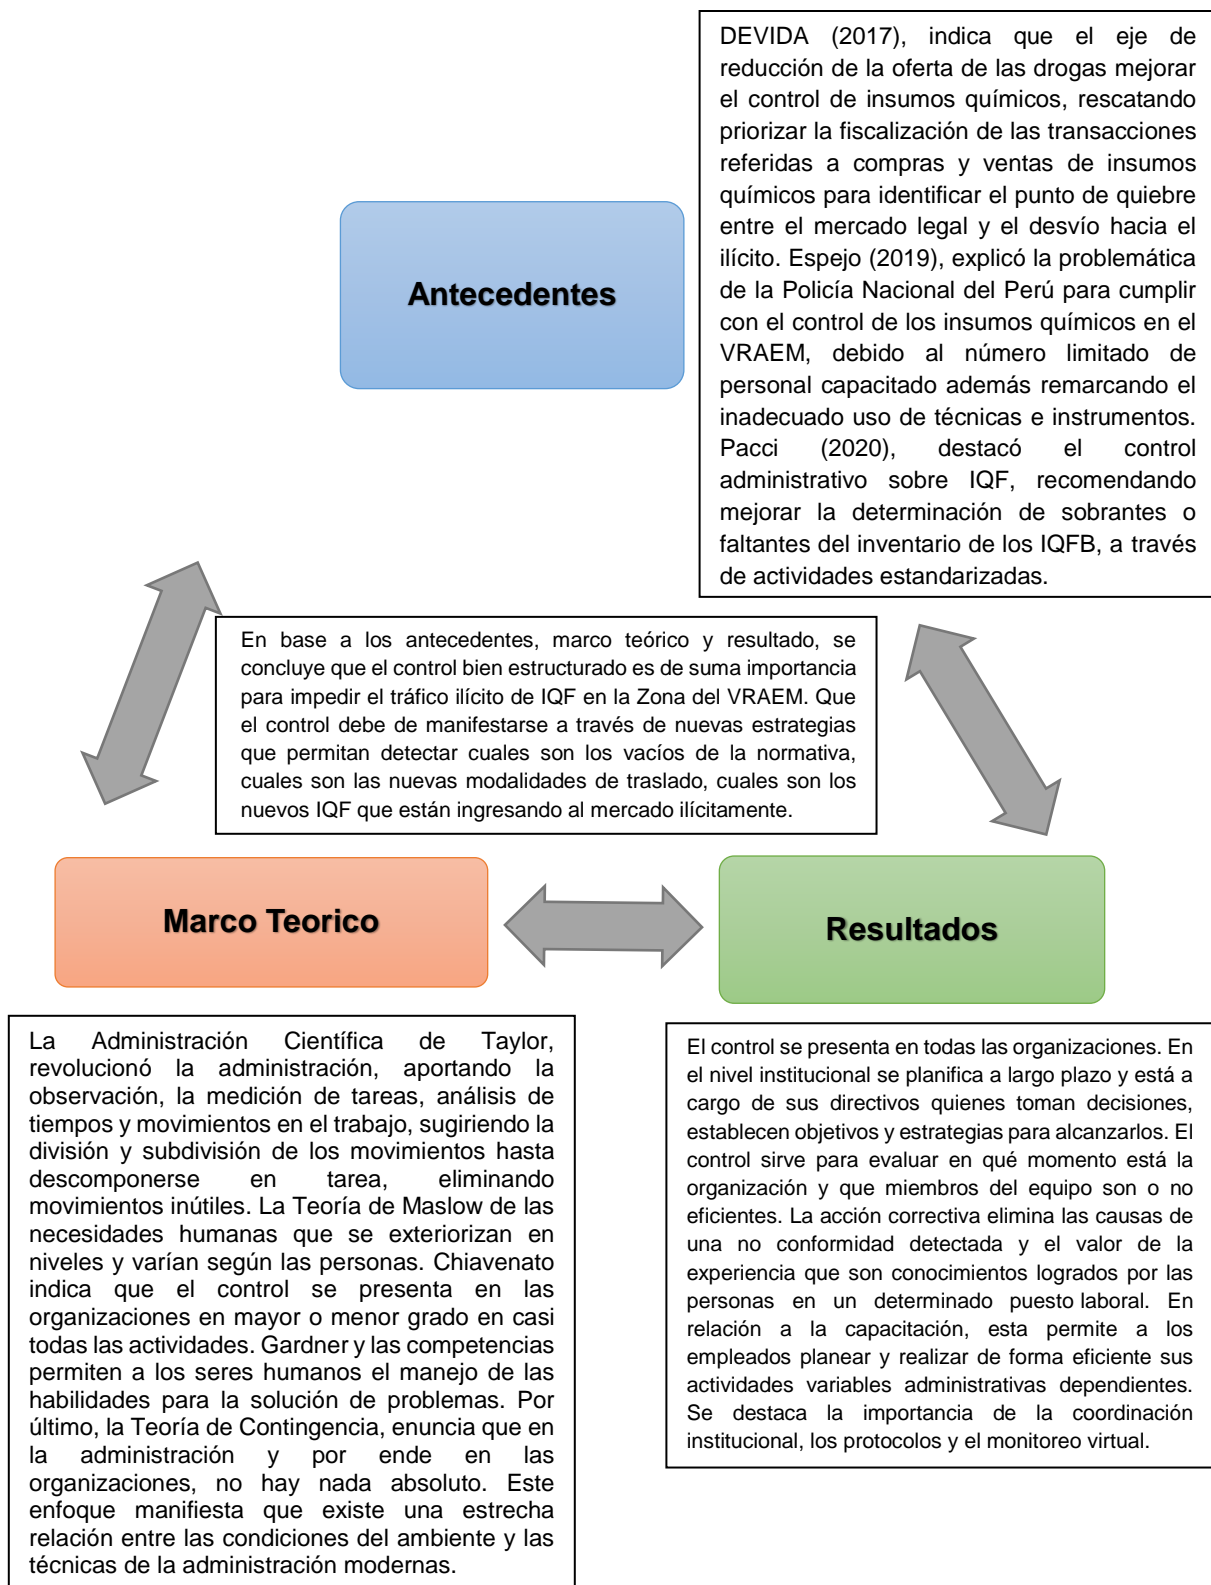 DEVIDA (2017), indica que el eje de
reducción de la oferta de las drogas mejorar
el control de insumos químicos, rescatando
priorizar la fiscalización de las transacciones
referidas a compras y ventas de insumos
químicos para identificar el punto de quiebre
entre el mercado legal y el desvío hacia el
ilícito. Espejo (2019), explicó la problemática
de la Policía Nacional del Perú para cumplir
con el control de los insumos químicos en el
VRAEM, debido al número limitado de
personal capacitado además remarcando el
inadecuado uso de técnicas e instrumentos.
Pacci (2020), destacó el control
administrativo sobre IQF, recomendando
mejorar la determinación de sobrantes o
faltantes del inventario de los IQFB, a través
de actividades estandarizadas.
Antecedentes
En base a los antecedentes, marco teórico y resultado, se
concluye que el control bien estructurado es de suma importancia
para impedir el tráfico ilícito de IQF en la Zona del VRAEM. Que
el control debe de manifestarse a través de nuevas estrategias
que permitan detectar cuales son los vacíos de la normativa,
cuales son las nuevas modalidades de traslado, cuales son los
nuevos IQF que están ingresando al mercado ilícitamente.
Marco Teorico
Resultados
La Administración Científica de Taylor,
revolucionó la administración, aportando la
observación, la medición de tareas, análisis de
tiempos y movimientos en el trabajo, sugiriendo la
división y subdivisión de los movimientos hasta
descomponerse en tarea, eliminando
movimientos inútiles. La Teoría de Maslow de las
necesidades humanas que se exteriorizan en
niveles y varían según las personas. Chiavenato
indica que el control se presenta en las
organizaciones en mayor o menor grado en casi
todas las actividades. Gardner y las competencias
permiten a los seres humanos el manejo de las
habilidades para la solución de problemas. Por
último, la Teoría de Contingencia, enuncia que en
la administración y por ende en las
organizaciones, no hay nada absoluto. Este
enfoque manifiesta que existe una estrecha
relación entre las condiciones del ambiente y las
técnicas de la administración modernas.
El control se presenta en todas las organizaciones. En
el nivel institucional se planifica a largo plazo y está a
cargo de sus directivos quienes toman decisiones,
establecen objetivos y estrategias para alcanzarlos. El
control sirve para evaluar en qué momento está la
organización y que miembros del equipo son o no
eficientes. La acción correctiva elimina las causas de
una no conformidad detectada y el valor de la
experiencia que son conocimientos logrados por las
personas en un determinado puesto laboral. En
relación a la capacitación, esta permite a los
empleados planear y realizar de forma eficiente sus
actividades variables administrativas dependientes.
Se destaca la importancia de la coordinación
institucional, los protocolos y el monitoreo virtual.